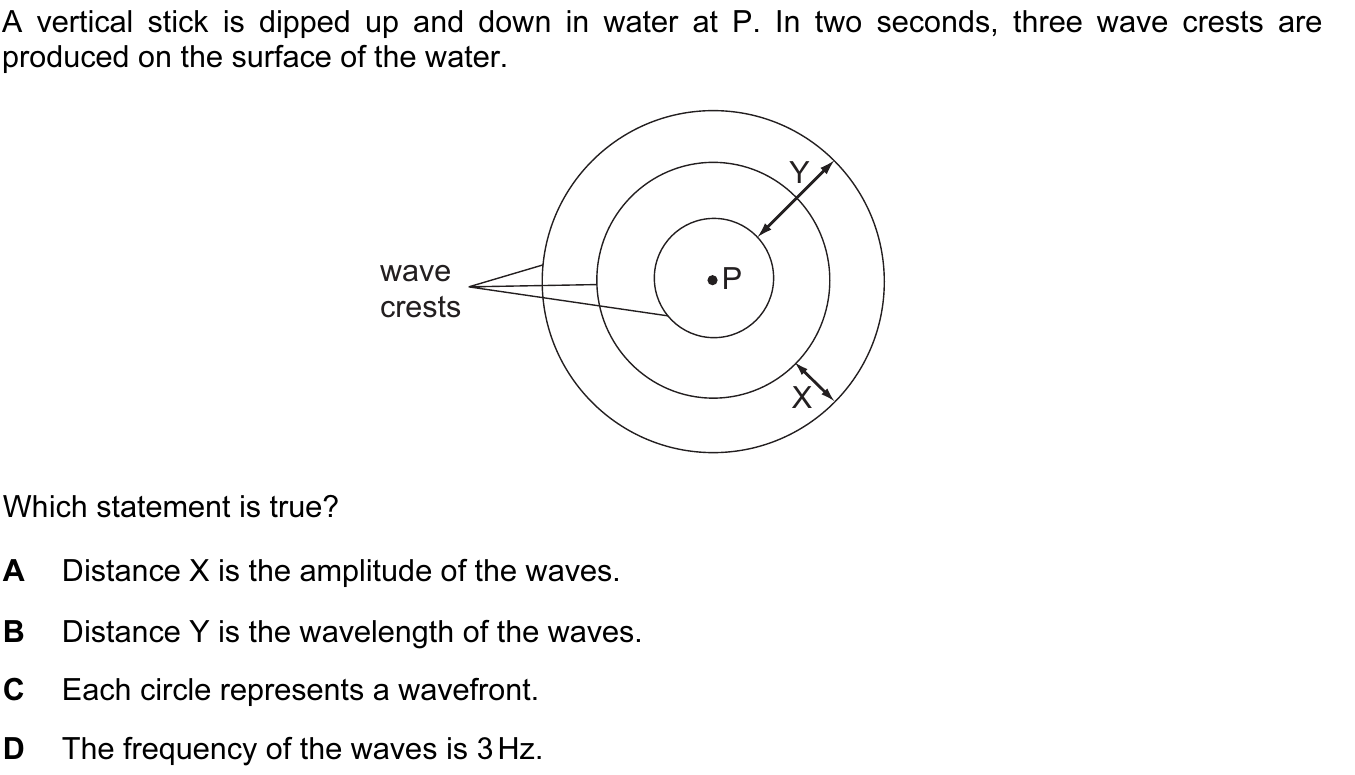 A vertical stick is dipped up and down in water at P. In two seconds, three wave crests are
produced on the surface of the water.
Y
wave
crests
P
X
Which statement is true?
A Distance X is the amplitude of the waves.
B Distance Y is the wavelength of the waves.
C Each circle represents a wavefront.
D The frequency of the waves is 3 Hz.